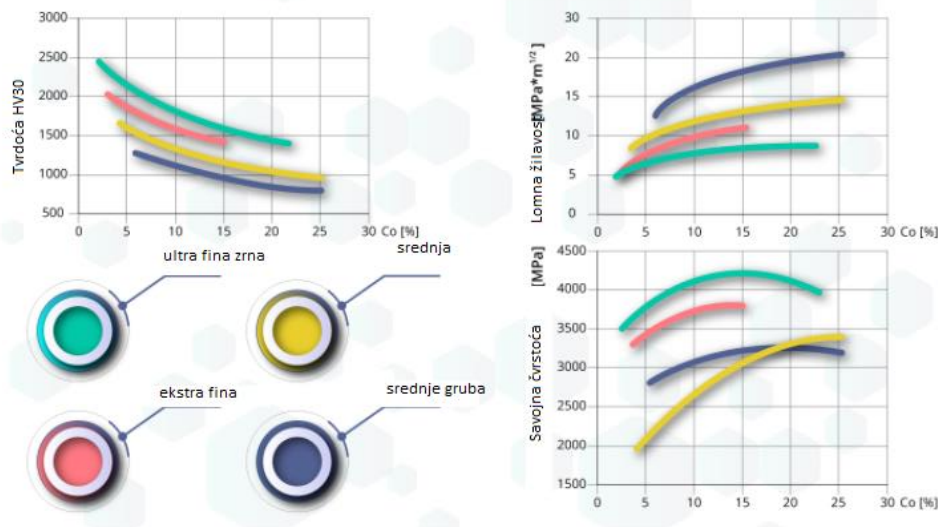 Tvrdoća HV30
3000
2500
2000
1500
1000
500
0 5 10 15 20 25 30 Co [%]
Lomna žilavost [MPa*m¹/²]
30
20
15
10
5
0
0 5 10 15 20 25 30 Co [%]
ultra fina zrna
srednja
ekstra fina
srednje gruba
Savojna čvrstoća
[MPa]
4500
4000
3500
3000
2500
2000
1500
0 5 10 15 20 25 30 Co [%]